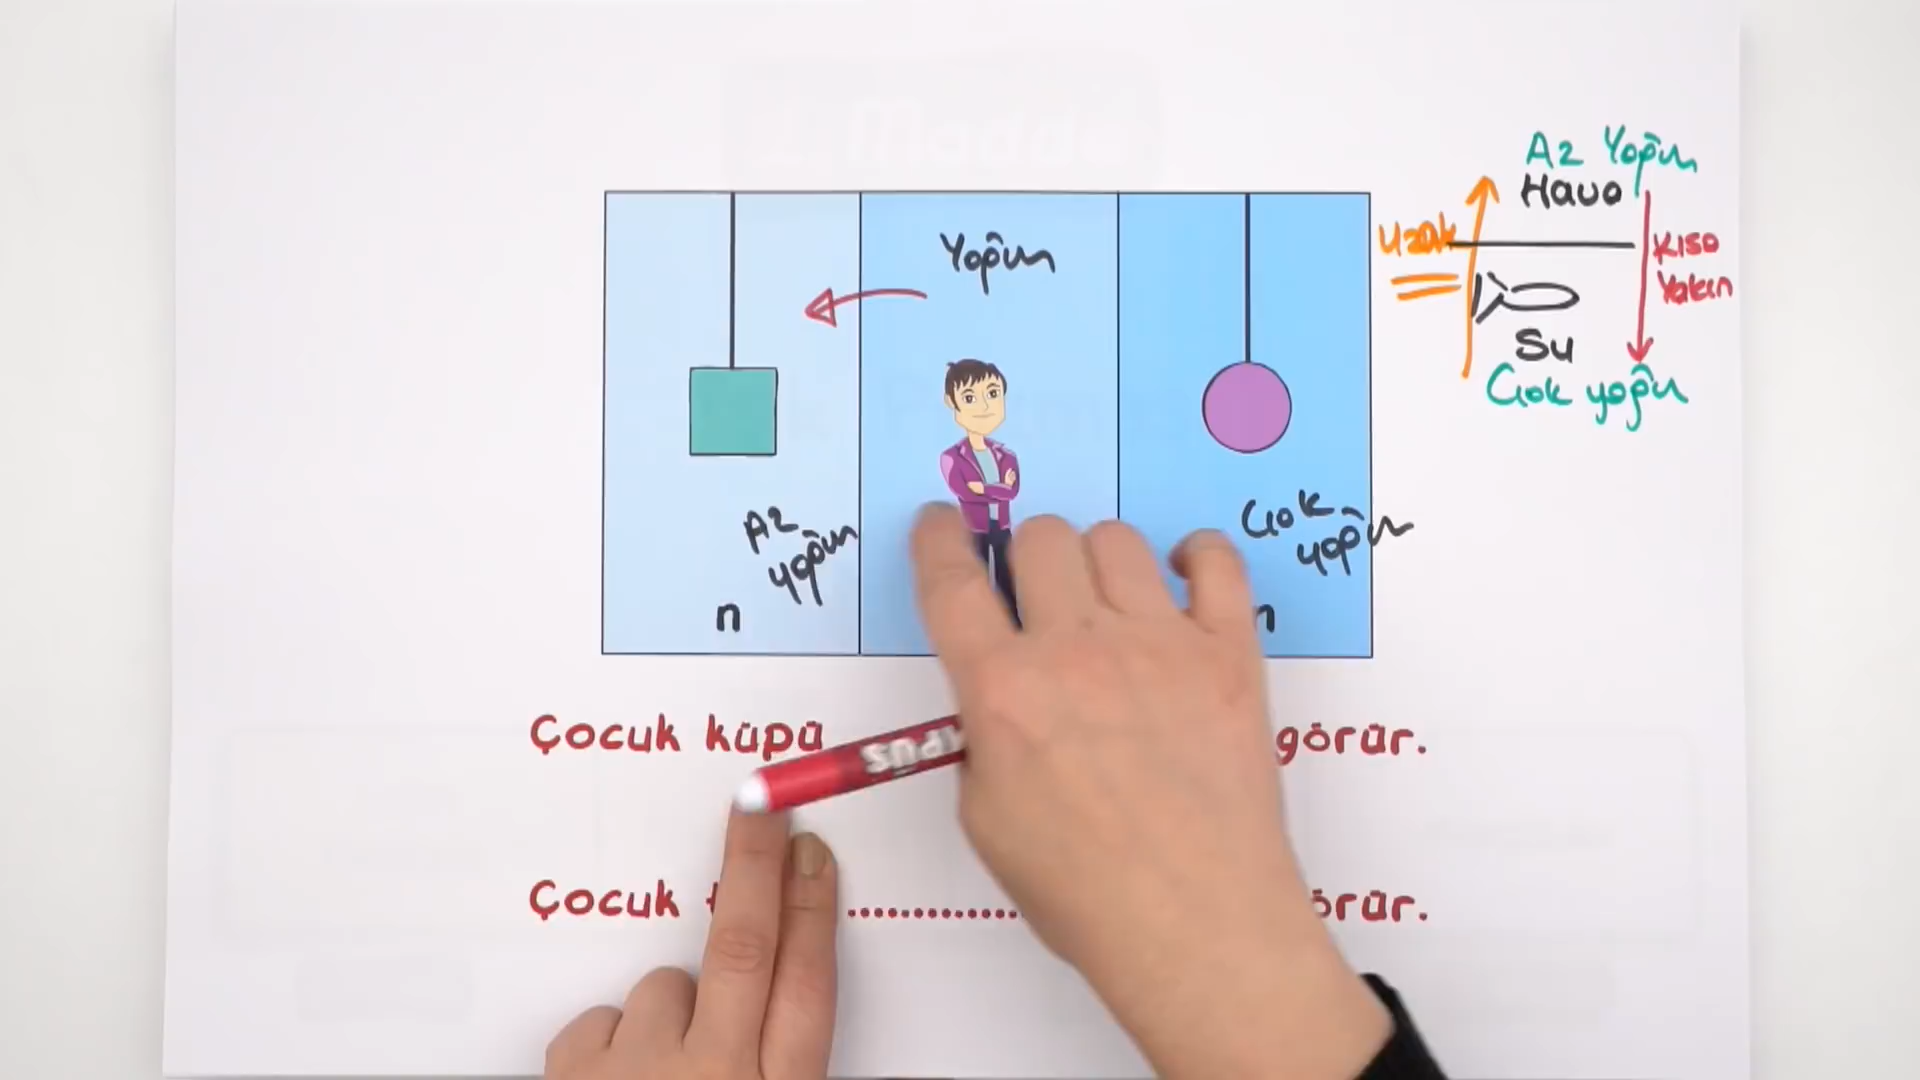 Az Yoğun
Hava
Uzak
Kısa
Yakın
Su
Çok yoğun
Yoğun
Az
yoğun
Çok
yoğun
n
n
Çocuk küpü
görür.
Çocuk
görür.